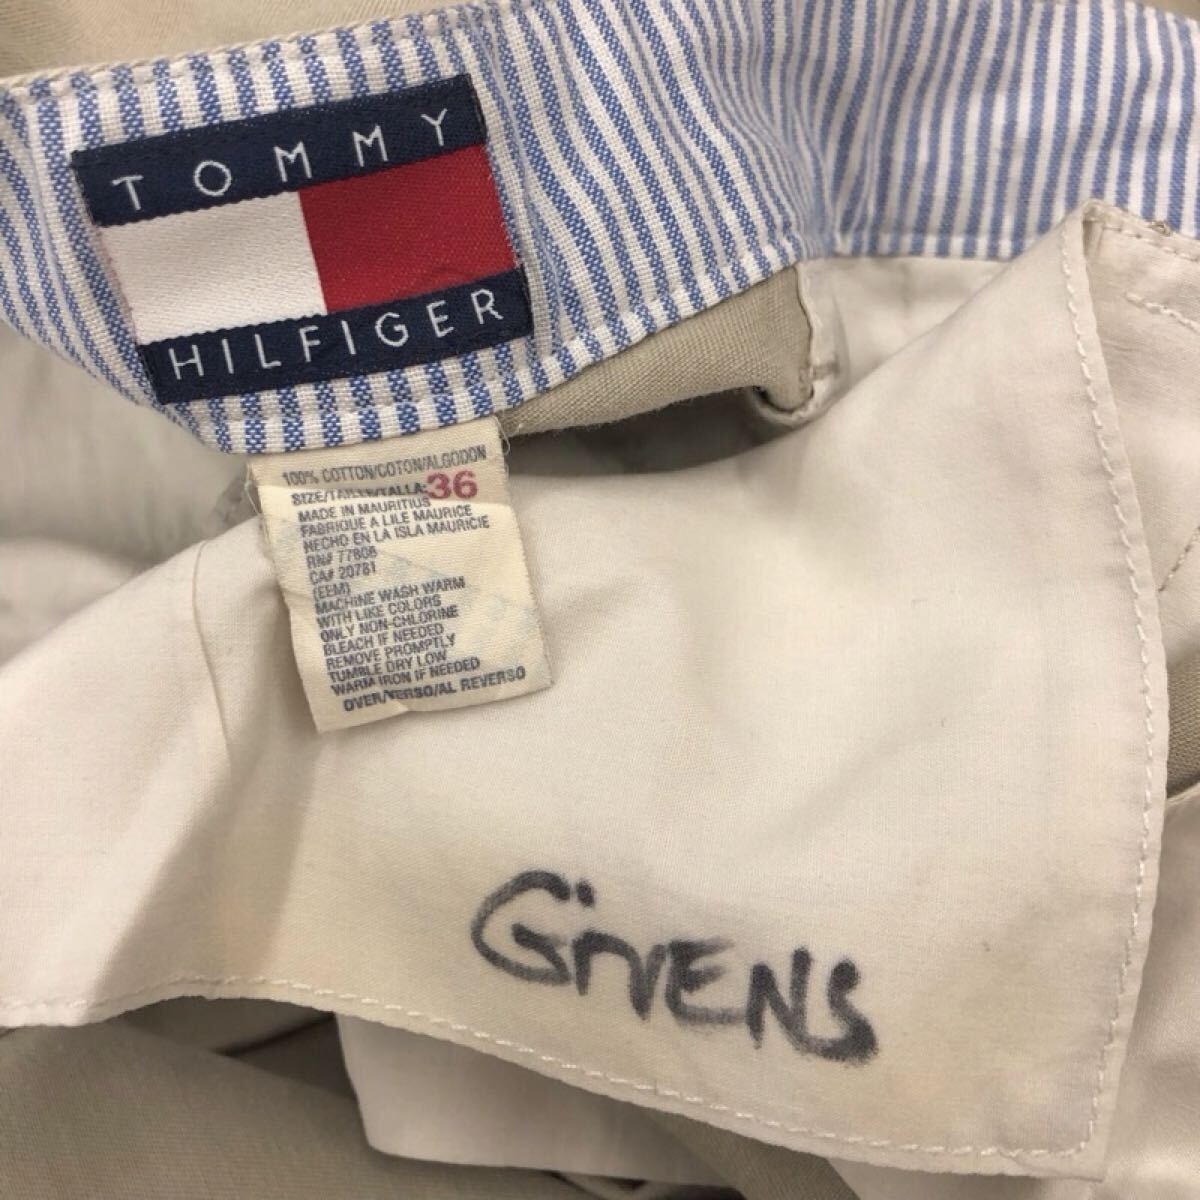 TOMMY
HILFIGER
100% COTTON/COTON/ALGODON
SIZE/TAILLE/TALLA: 36
MADE IN MAURITIUS
FABRIQUE A LILE MAURICE
HECHO EN LA ISLA MAURICIE
RN# 77806
CA# 20781
(EEM)
MACHINE WASH WARM
WITH LIKE COLORS
ONLY NON-CHLORINE
BLEACH IF NEEDED
REMOVE PROMPTLY
TUMBLE DRY LOW
WARM IRON IF NEEDED
OVER/VERSO/AL REVERSO
GiVENS